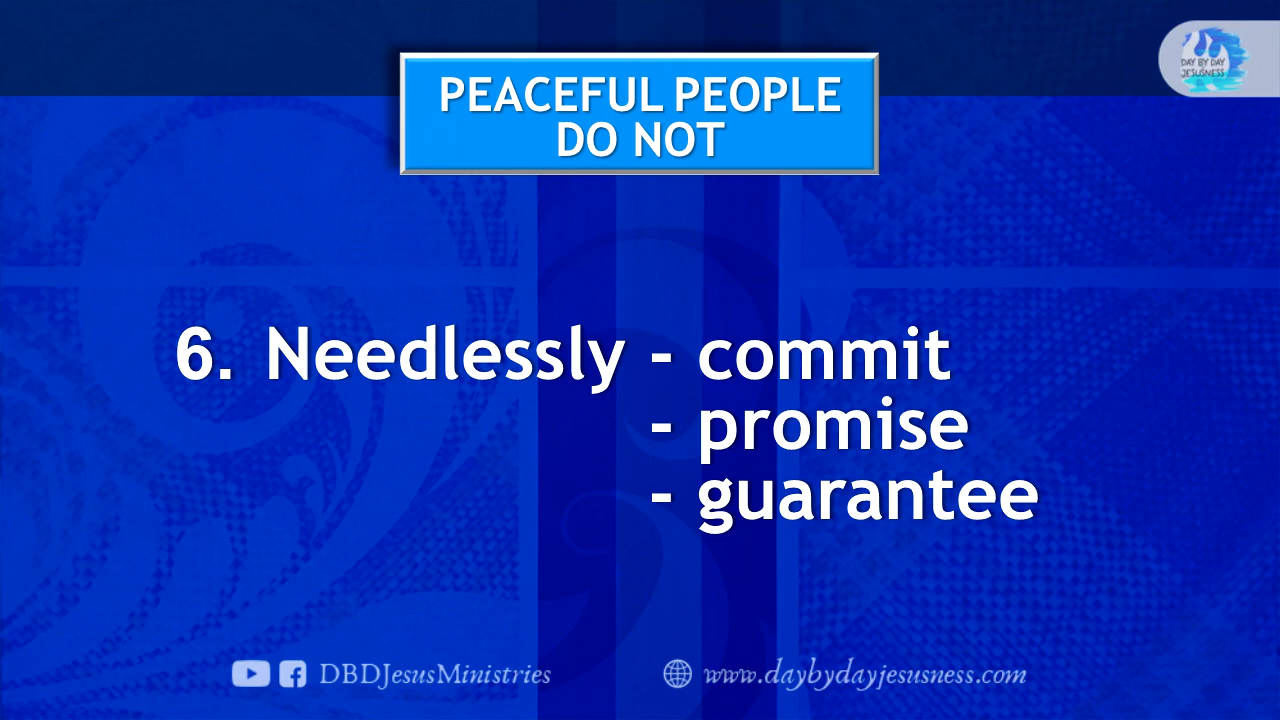 DAY BY DAY
JESUSNESS
PEACEFUL PEOPLE
DO NOT
6. Needlessly - commit
- promise
- guarantee
DBDJesusMinistries
www.daybydayjesusness.com